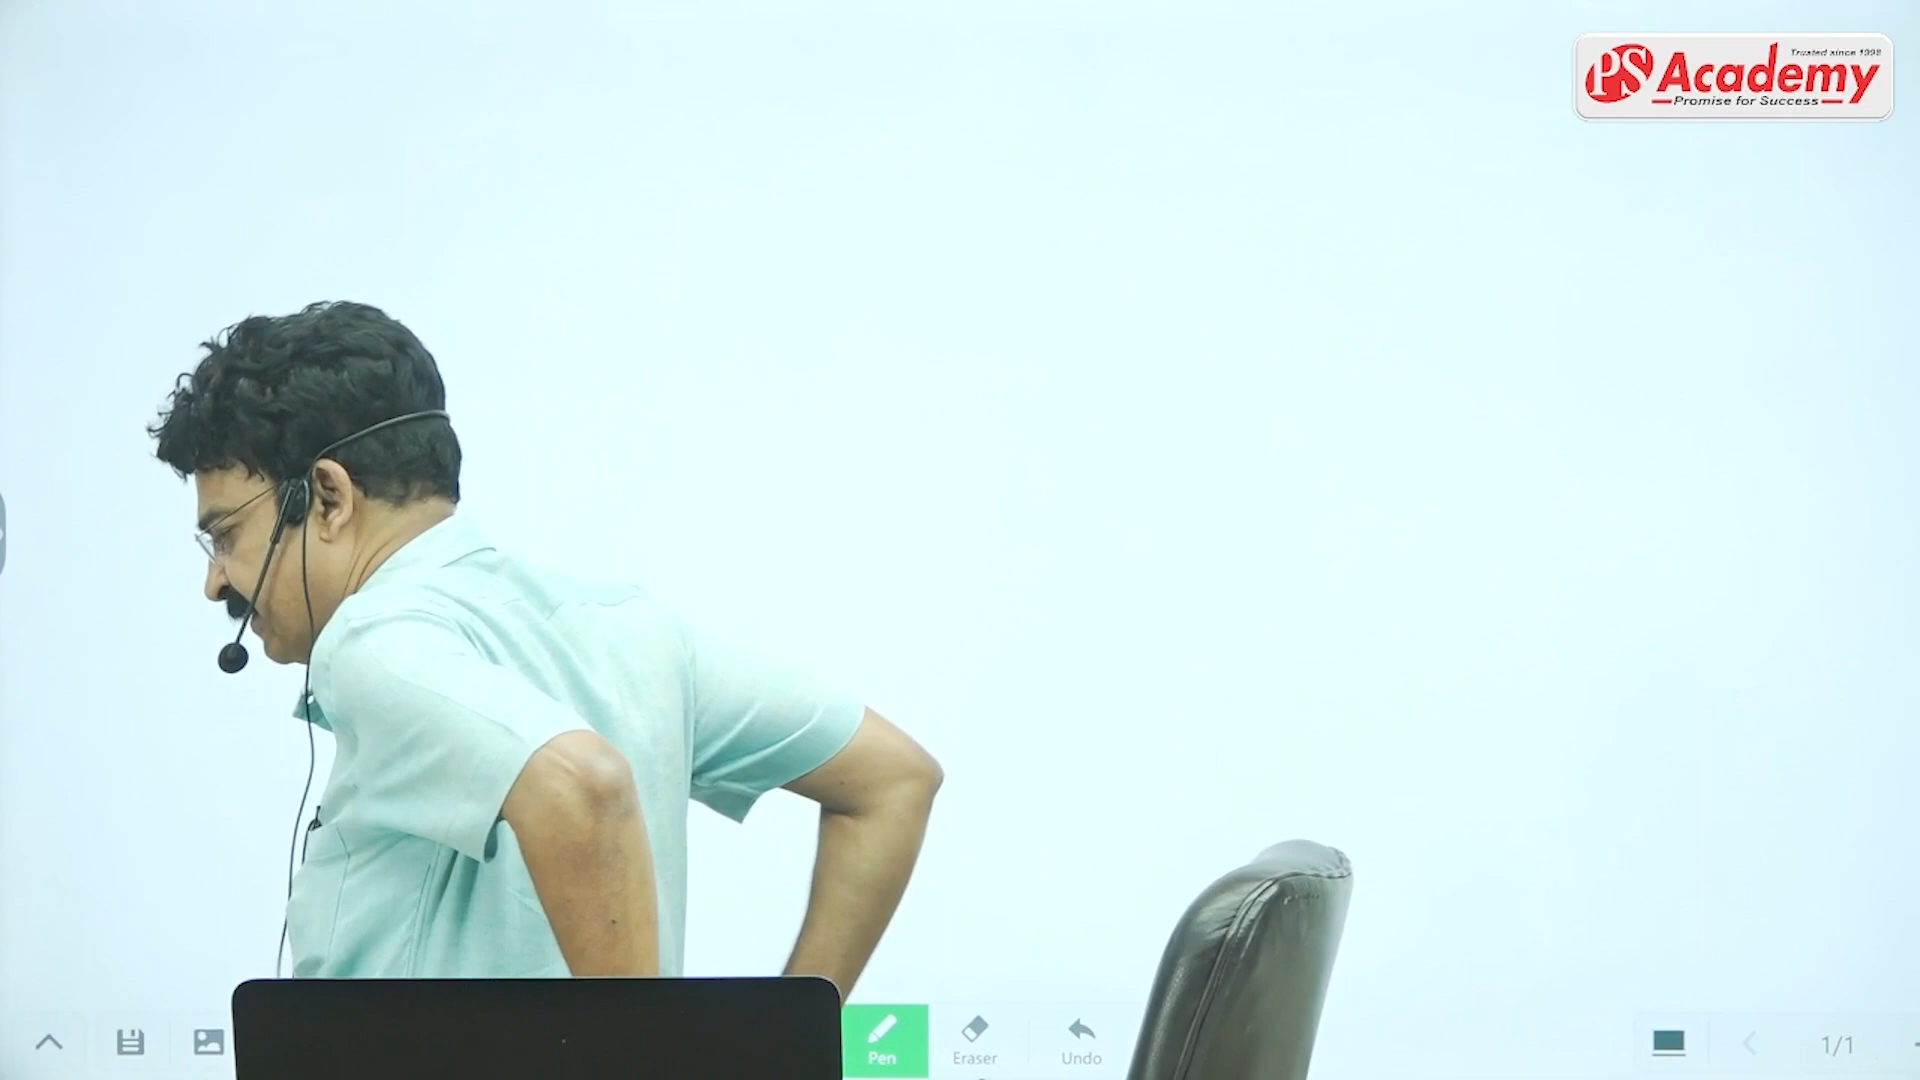 Trusted since 1998
PS Academy
Promise for Success
Pen
Eraser
Undo
1/1